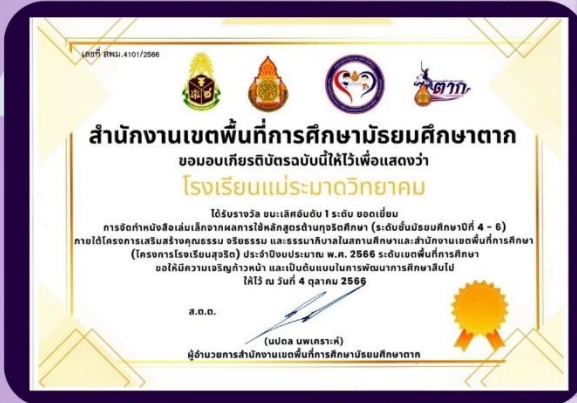 เลขที่ สพม.4101/2566
ตาก
สำนักงานเขตพื้นที่การศึกษามัธยมศึกษาตาก
ขอมอบเกียรติบัตรฉบับนี้ให้ไว้เพื่อแสดงว่า
โรงเรียนแม่ระมาดวิทยาคม
ได้รับรางวัล ชนะเลิศอันดับ 1 ระดับ ยอดเยี่ยม
การจัดทำหนังสือเล่มเล็กจากผลการใช้หลักสูตรต้านทุจริตศึกษา (ระดับชั้นมัธยมศึกษาปีที่ 4 - 6)
ภายใต้โครงการเสริมสร้างคุณธรรม จริยธรรม และธรรมาภิบาลในสถานศึกษาและสำนักงานเขตพื้นที่การศึกษา
(โครงการโรงเรียนสุจริต) ประจำปีงบประมาณ พ.ศ. 2566 ระดับเขตพื้นที่การศึกษา
ขอให้มีความเจริญก้าวหน้า และเป็นต้นแบบในการพัฒนาการศึกษาสืบไป
ให้ไว้ ณ วันที่ 4 ตุลาคม 2566
ส.ต.ต.
(นปดล นพเคราะห์)
ผู้อำนวยการสำนักงานเขตพื้นที่การศึกษามัธยมศึกษาตาก